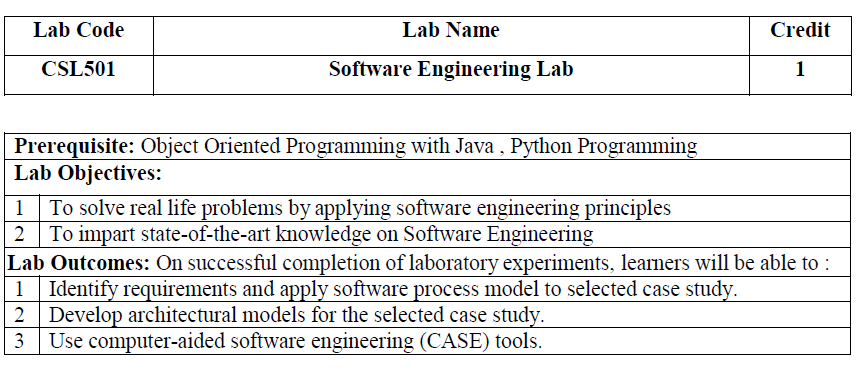 Lab Code Lab Name Credit
CSL501 Software Engineering Lab 1
Prerequisite: Object Oriented Programming with Java , Python Programming
Lab Objectives:
1 To solve real life problems by applying software engineering principles
2 To impart state-of-the-art knowledge on Software Engineering
Lab Outcomes: On successful completion of laboratory experiments, learners will be able to :
1 Identify requirements and apply software process model to selected case study.
2 Develop architectural models for the selected case study.
3 Use computer-aided software engineering (CASE) tools.